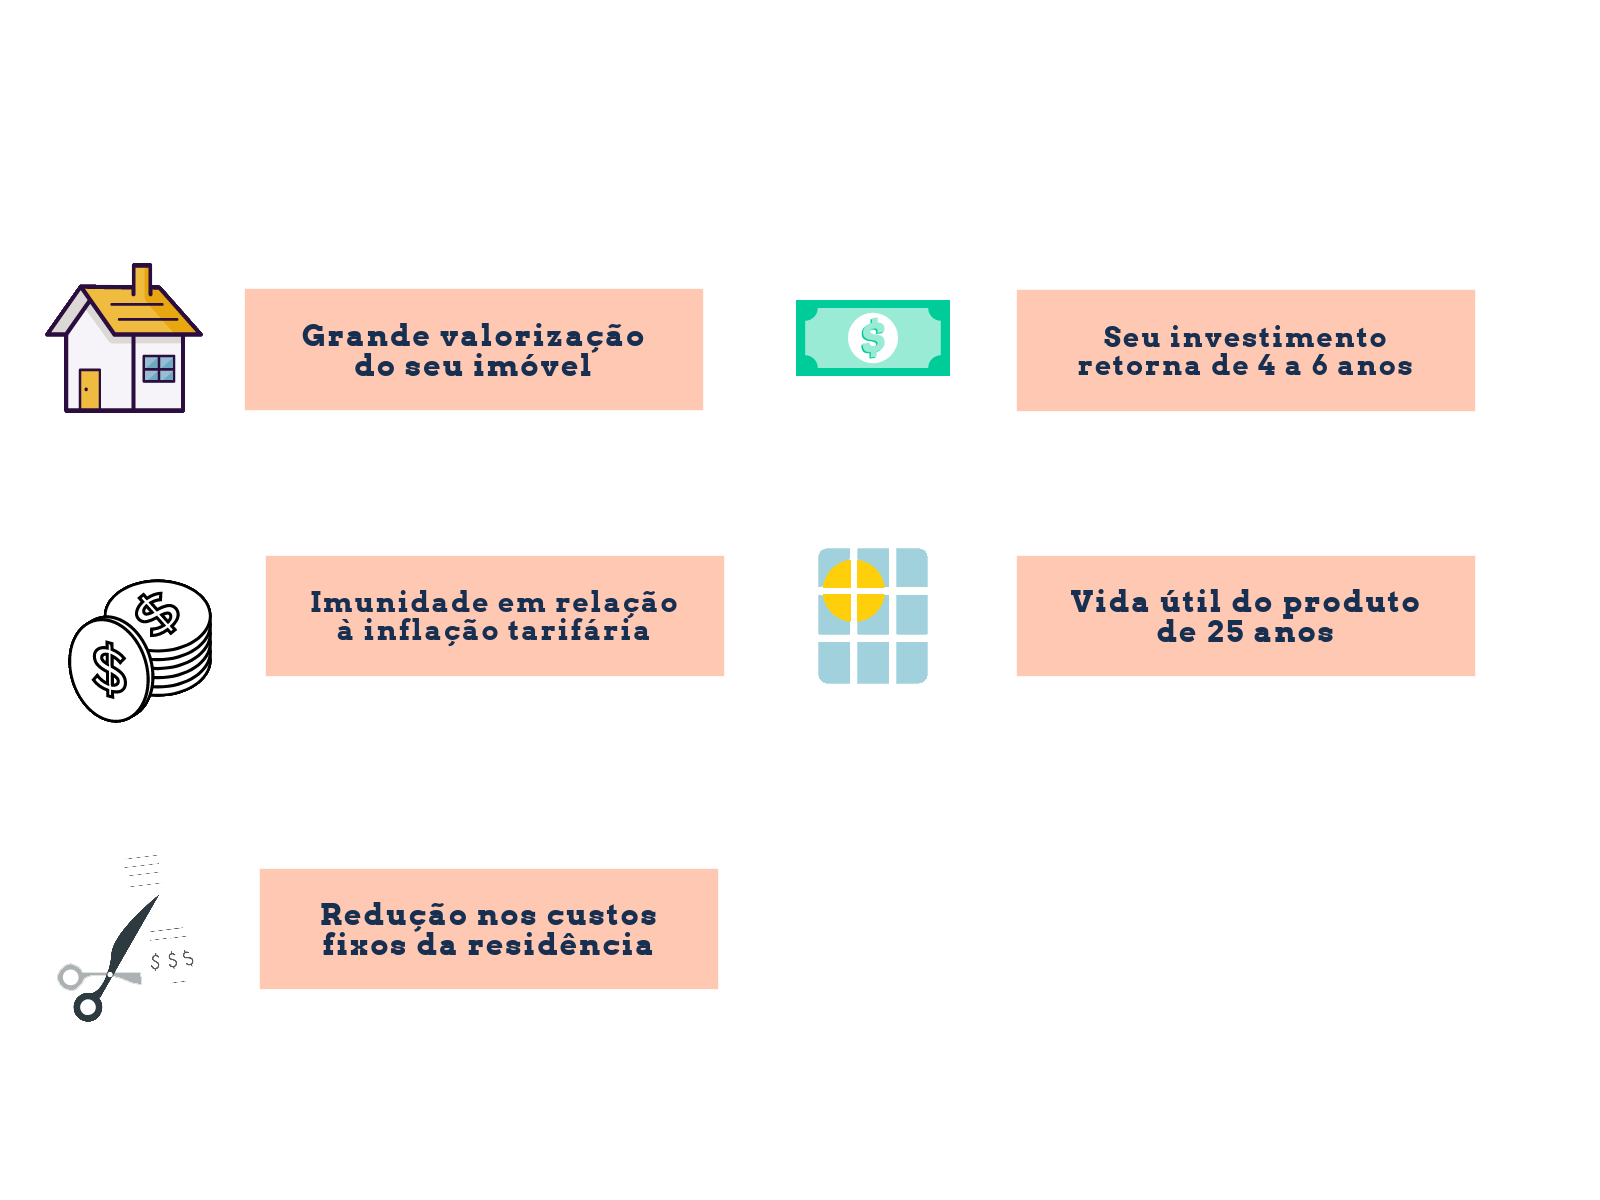 Grande valorização
do seu imóvel
Seu investimento
retorna de 4 a 6 anos
Imunidade em relação
à inflação tarifária
Vida útil do produto
de 25 anos
Redução nos custos
fixos da residência
$
$
$
$ $ $